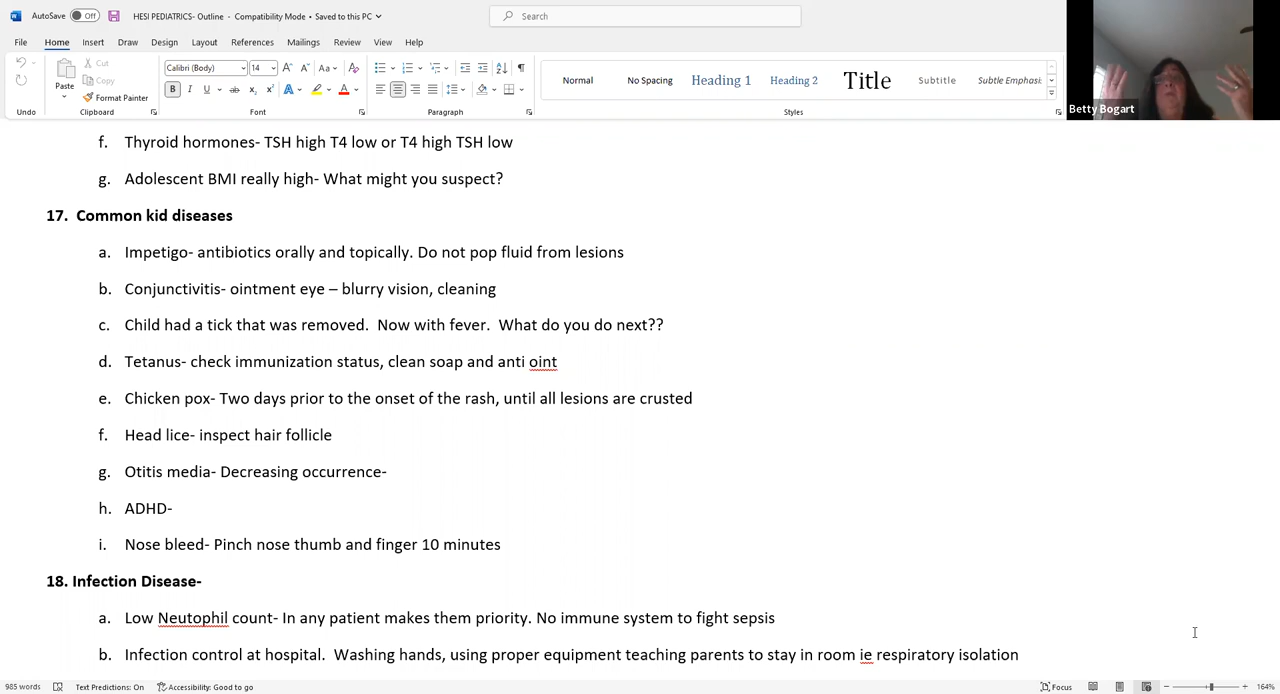 AutoSave Off HESI PEDIATRICS- Outline - Compatibility Mode • Saved to this PC Search
File Home Insert Draw Design Layout References Mailings Review View Help
Cut
Copy
Paste
Format Painter
Calibri (Body) 14
Normal No Spacing Heading 1 Heading 2 Title Subtitle Subtle Emphasi
Undo Clipboard Font Paragraph Styles
Betty Bogart
f. Thyroid hormones- TSH high T4 low or T4 high TSH low
g. Adolescent BMI really high- What might you suspect?
17. Common kid diseases
a. Impetigo- antibiotics orally and topically. Do not pop fluid from lesions
b. Conjunctivitis- ointment eye – blurry vision, cleaning
c. Child had a tick that was removed. Now with fever. What do you do next??
d. Tetanus- check immunization status, clean soap and anti oint
e. Chicken pox- Two days prior to the onset of the rash, until all lesions are crusted
f. Head lice- inspect hair follicle
g. Otitis media- Decreasing occurrence-
h. ADHD-
i. Nose bleed- Pinch nose thumb and finger 10 minutes
18. Infection Disease-
a. Low Neutophil count- In any patient makes them priority. No immune system to fight sepsis
b. Infection control at hospital. Washing hands, using proper equipment teaching parents to stay in room ie respiratory isolation
985 words Text Predictions: On Accessibility: Good to go Focus 164%